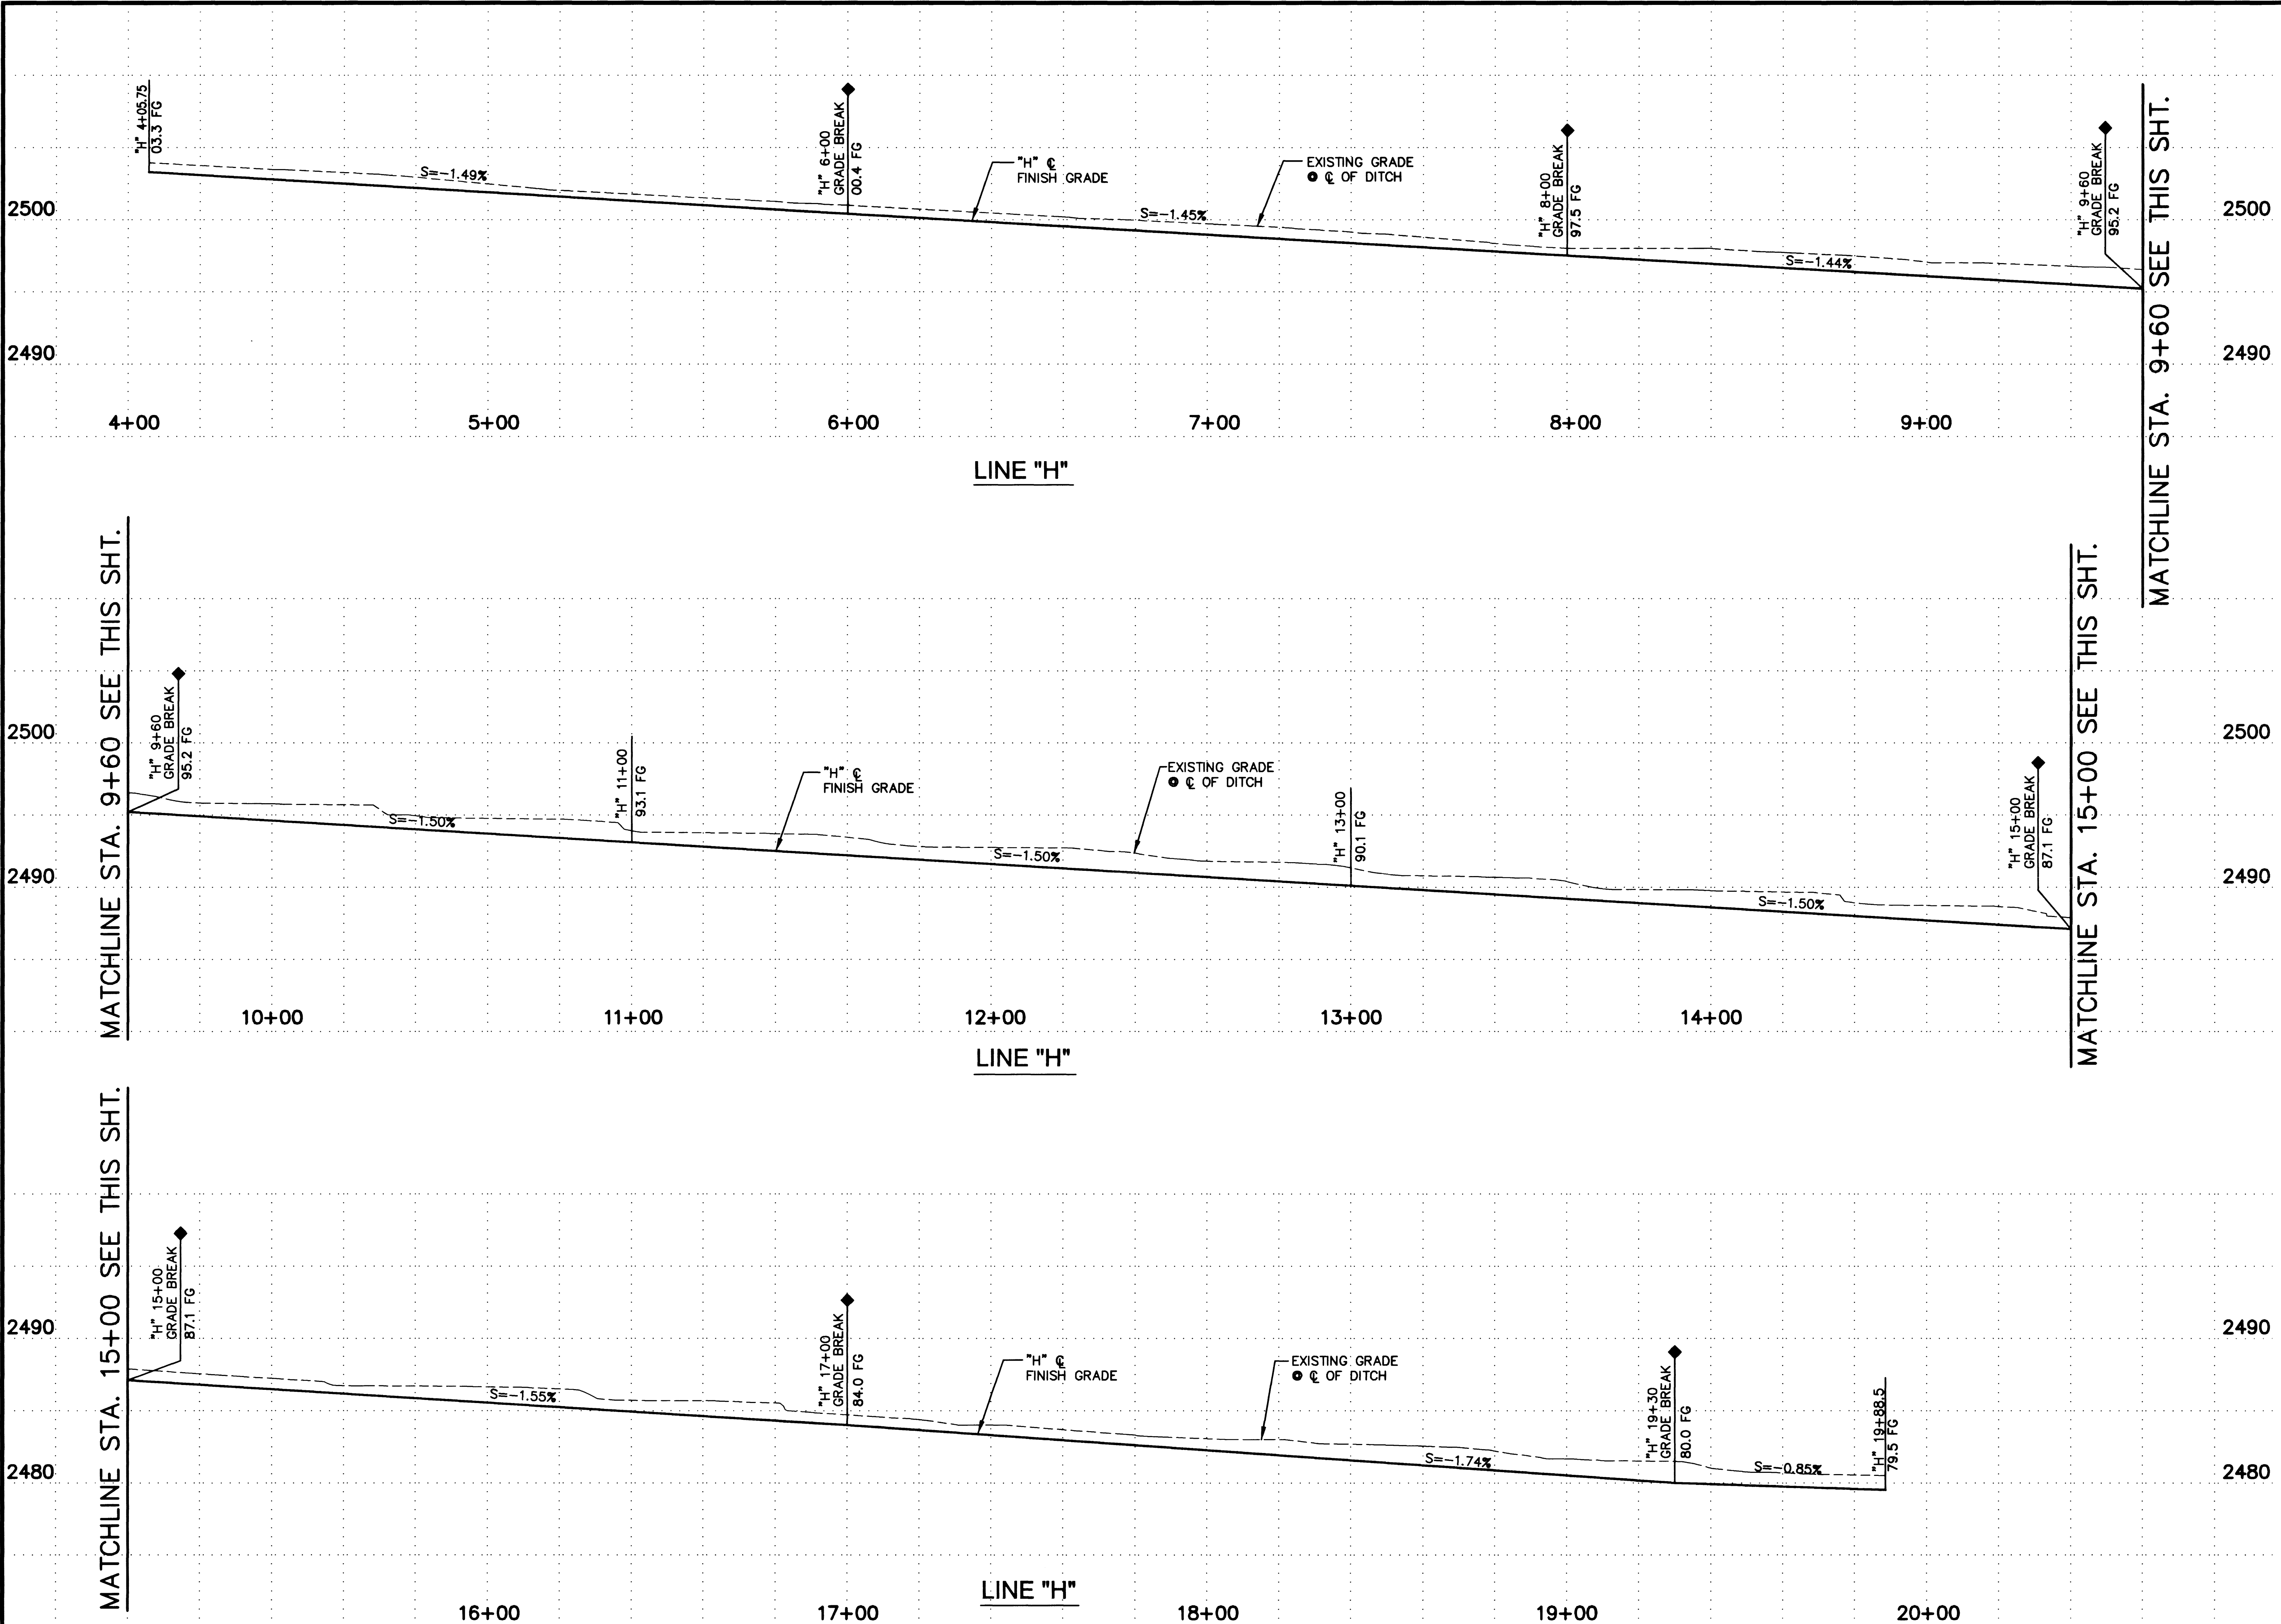 "H" 4+05.75
03.3 FG
S=-1.49%
"H" 6+00
GRADE BREAK
00.4 FG
"H" ℄
FINISH GRADE
S=-1.45%
EXISTING GRADE
@ ℄ OF DITCH
"H" 8+00
GRADE BREAK
97.5 FG
S=-1.44%
"H" 9+60
GRADE BREAK
95.2 FG
MATCHLINE STA. 9+60 SEE THIS SHT.
2500 2500
2490 2490
4+00 5+00 6+00 7+00 8+00 9+00
LINE "H"
MATCHLINE STA. 9+60 SEE THIS SHT.
"H" 9+60
GRADE BREAK
95.2 FG
S=-1.50%
"H" 11+00
93.1 FG
"H" ℄
FINISH GRADE
S=-1.50%
EXISTING GRADE
@ ℄ OF DITCH
"H" 13+00
90.1 FG
S=-1.50%
"H" 15+00
GRADE BREAK
87.1 FG
MATCHLINE STA. 15+00 SEE THIS SHT.
2500 2500
2490 2490
10+00 11+00 12+00 13+00 14+00
LINE "H"
MATCHLINE STA. 15+00 SEE THIS SHT.
"H" 15+00
GRADE BREAK
87.1 FG
S=-1.55%
"H" 17+00
GRADE BREAK
84.0 FG
"H" ℄
FINISH GRADE
EXISTING GRADE
@ ℄ OF DITCH
S=-1.74%
"H" 19+30
GRADE BREAK
80.0 FG
S=-0.85%
"H" 19+88.5
79.5 FG
2490 2490
2480 2480
LINE "H"
16+00 17+00 18+00 19+00 20+00